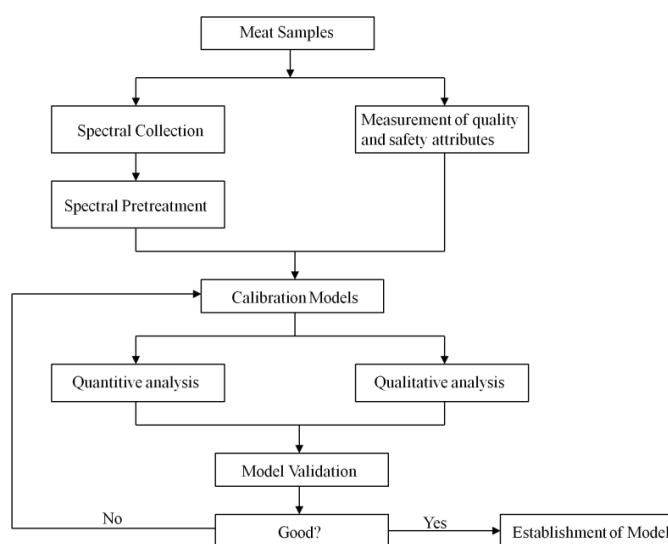 Meat Samples
Spectral Collection
Measurement of quality
and safety attributes
Spectral Pretreatment
Calibration Models
Quantitive analysis
Qualitative analysis
Model Validation
No
Good?
Yes
Establishment of Model